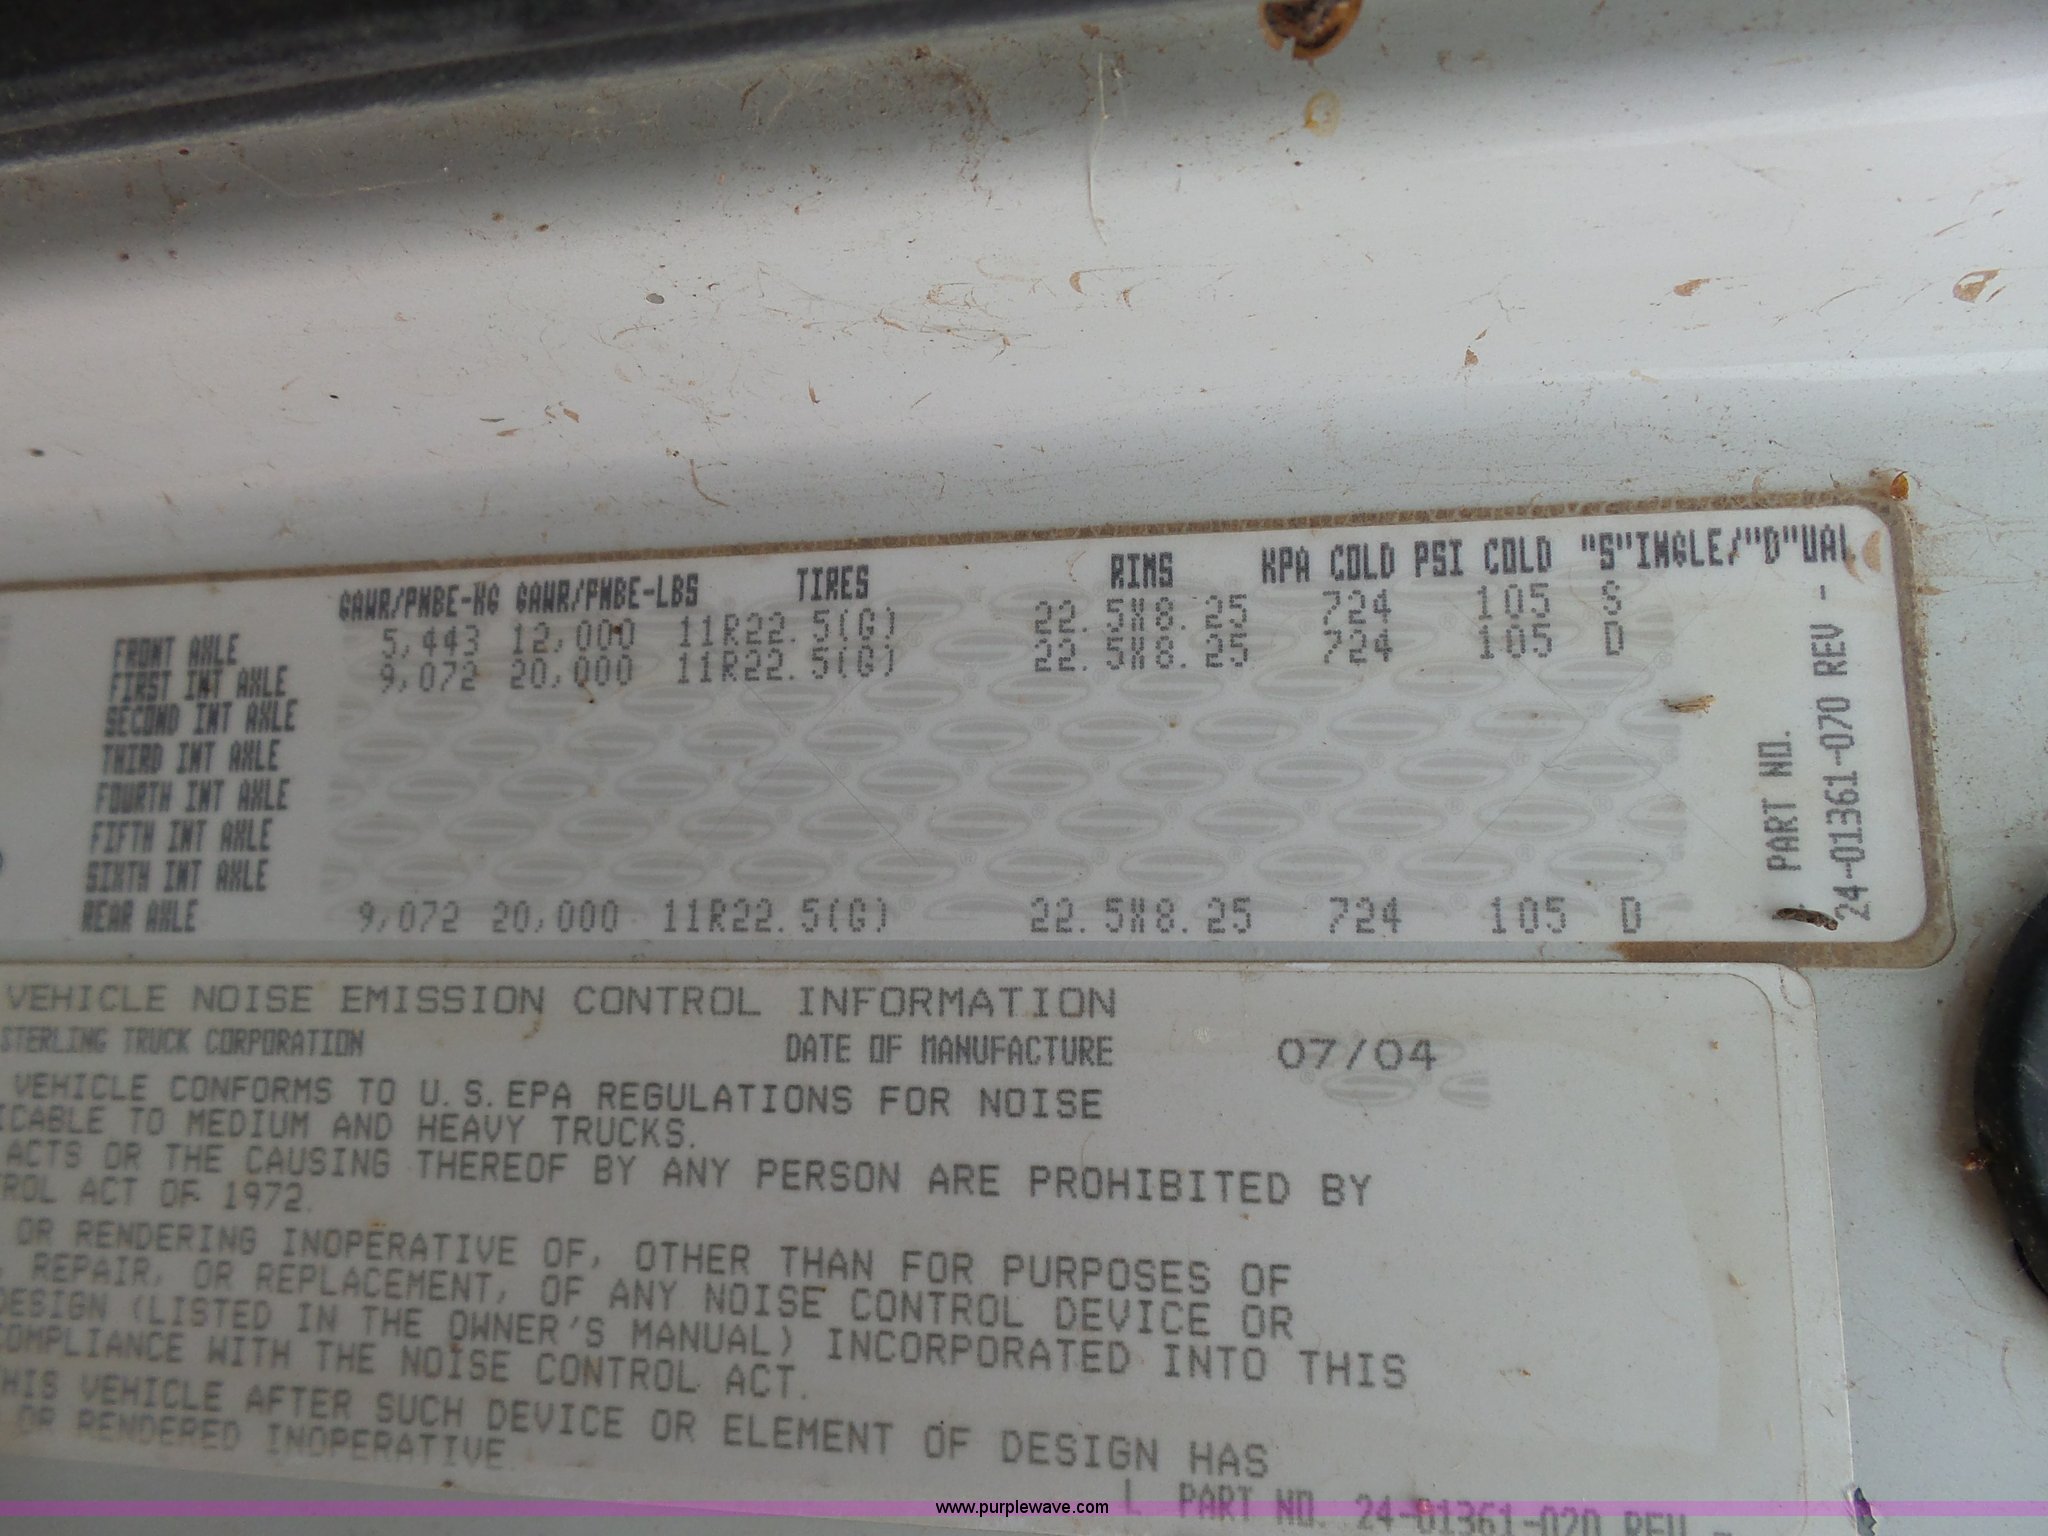 GAWR/PNBE-KG GAWR/PNBE-LBS TIRES RIMS KPA COLD PSI COLD "S"INGLE/"D"UAL
FRONT AXLE 5,443 12,000 11R22.5(G) 22.5X8.25 724 105 S
FIRST INT AXLE 9,072 20,000 11R22.5(G) 22.5X8.25 724 105 D
SECOND INT AXLE
THIRD INT AXLE
FOURTH INT AXLE
FIFTH INT AXLE
SIXTH INT AXLE
REAR AXLE 9,072 20,000 11R22.5(G) 22.5X8.25 724 105 D
PART NO.
24-01361-070 REV -
VEHICLE NOISE EMISSION CONTROL INFORMATION
STERLING TRUCK CORPORATION DATE OF MANUFACTURE 07/04
VEHICLE CONFORMS TO U.S.EPA REGULATIONS FOR NOISE
ICABLE TO MEDIUM AND HEAVY TRUCKS.
ACTS OR THE CAUSING THEREOF BY ANY PERSON ARE PROHIBITED BY
ROL ACT OF 1972.
OR RENDERING INOPERATIVE OF, OTHER THAN FOR PURPOSES OF
, REPAIR, OR REPLACEMENT, OF ANY NOISE CONTROL DEVICE OR
DESIGN (LISTED IN THE OWNER'S MANUAL) INCORPORATED INTO THIS
COMPLIANCE WITH THE NOISE CONTROL ACT.
HIS VEHICLE AFTER SUCH DEVICE OR ELEMENT OF DESIGN HAS
OR RENDERED INOPERATIVE
PART NO. 24-01361-020 REV -
www.purplewave.com